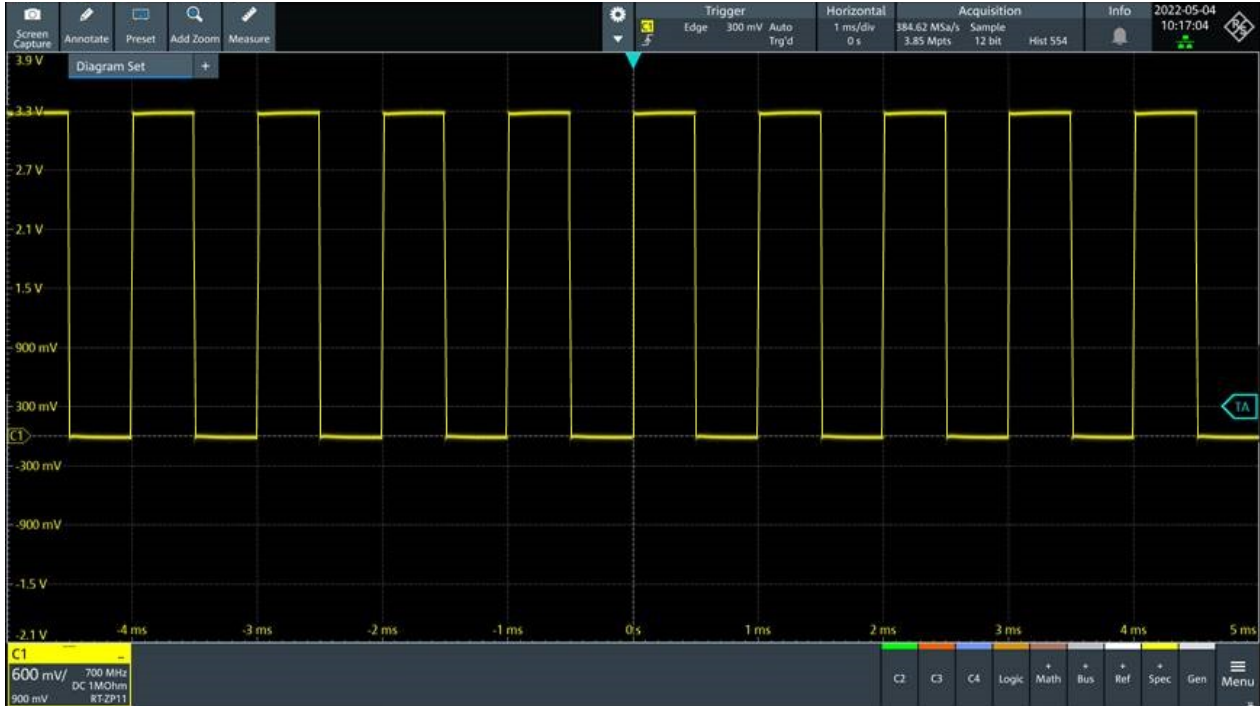 Screen Capture
Annotate
Preset
Add Zoom
Measure
C1
Trigger
Edge 300 mV Auto
Trg'd
Horizontal
1 ms/div
0 s
Acquisition
384.62 MSa/s Sample
3.85 Mpts 12 bit Hist 554
Info
2022-05-04
10:17:04
Diagram Set +
3.9 V
3.3 V
2.7 V
2.1 V
1.5 V
900 mV
300 mV
TA
C1
-300 mV
-900 mV
-1.5 V
-2.1 V
-4 ms -3 ms -2 ms -1 ms 0 s 1 ms 2 ms 3 ms 4 ms 5 ms
C1
600 mV/ 700 MHz
DC 1MOhm
900 mV RT-ZP11
C2
C3
C4
Logic
+ Math
+ Bus
+ Ref
+ Spec
Gen
Menu